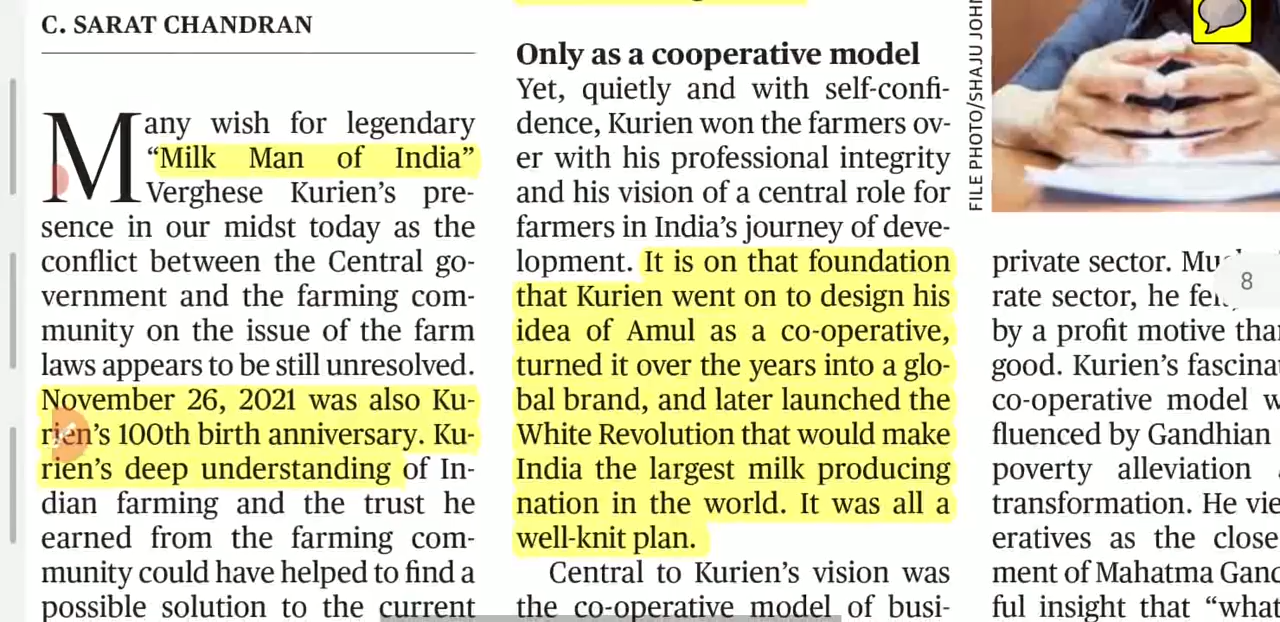 C. SARAT CHANDRAN
Many wish for legendary
“Milk Man of India”
Verghese Kurien’s pre-
sence in our midst today as the
conflict between the Central go-
vernment and the farming com-
munity on the issue of the farm
laws appears to be still unresolved.
November 26, 2021 was also Ku-
rien’s 100th birth anniversary. Ku-
rien’s deep understanding of In-
dian farming and the trust he
earned from the farming com-
munity could have helped to find a
possible solution to the current
Only as a cooperative model
Yet, quietly and with self-confi-
dence, Kurien won the farmers ov-
er with his professional integrity
and his vision of a central role for
farmers in India’s journey of deve-
lopment. It is on that foundation
that Kurien went on to design his
idea of Amul as a co-operative,
turned it over the years into a glo-
bal brand, and later launched the
White Revolution that would make
India the largest milk producing
nation in the world. It was all a
well-knit plan.
Central to Kurien’s vision was
the co-operative model of busi-
FILE PHOTO/SHAJU JOHN
private sector.
rate sector, he
by a profit motive
good. Kurien’s
co-operative model
fluenced by Gandhian
poverty alleviation
transformation. He
eratives as the
ment of Mahatma
ful insight that “what
8